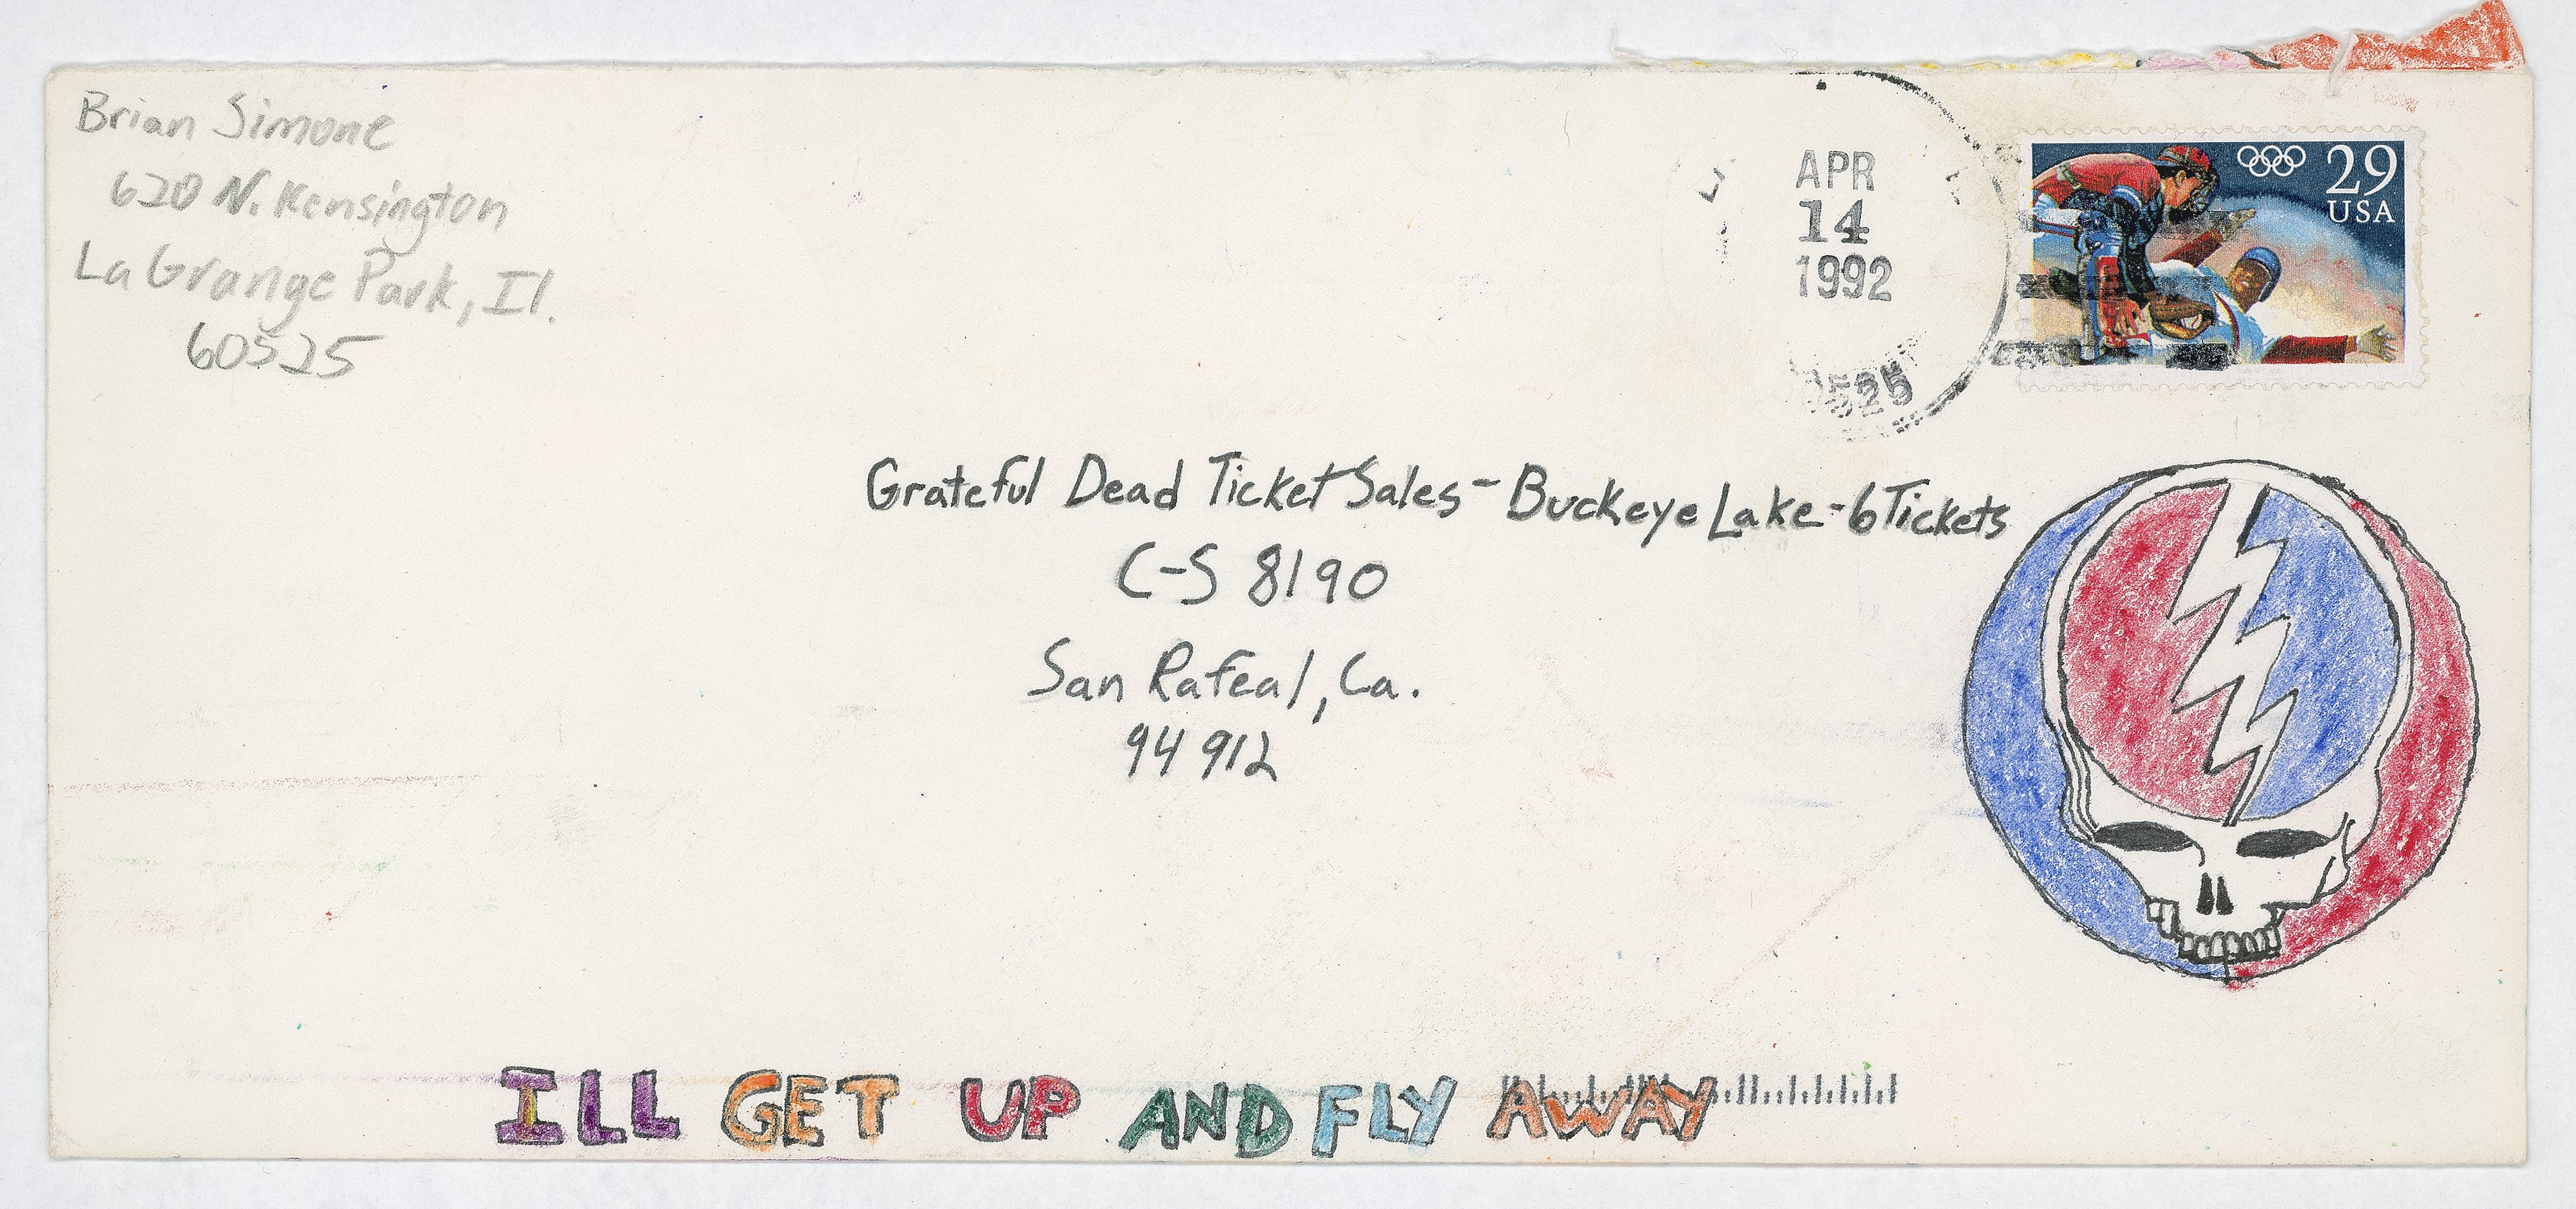 Brian Simone
620 N. Kensington
La Grange Park, Il.
60525
APR
14
1992
525
29
USA
Grateful Dead Ticket Sales - Buckeye Lake - 6 Tickets
C-S 8190
San Rafeal, Ca.
94912
ILL GET UP AND FLY AWAY